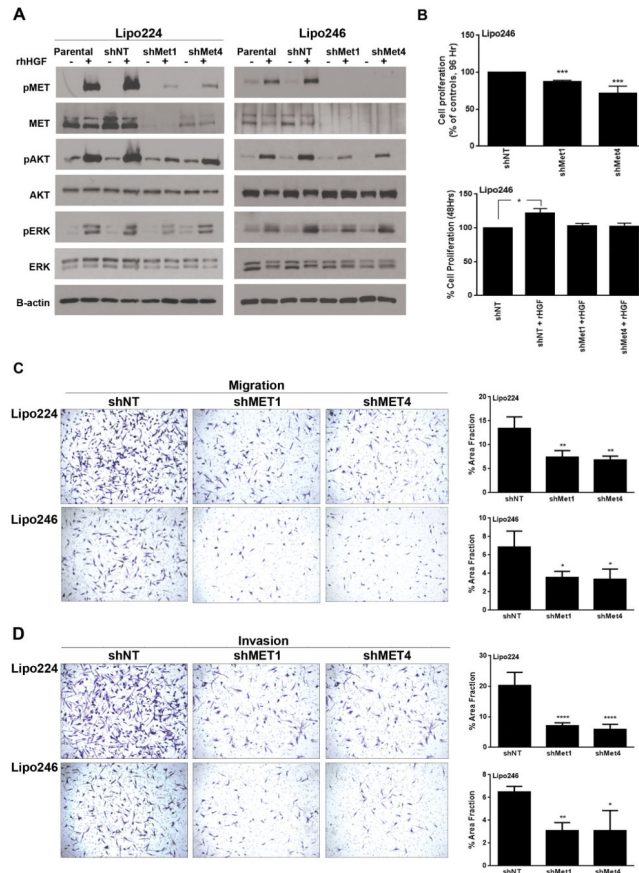 A
Lipo224
Lipo246
Parental shNT shMet1 shMet4
Parental shNT shMet1 shMet4
rhHGF - + - + - + - +
- + - + - + - +
pMET
MET
pAKT
AKT
pERK
ERK
B-actin
B
Lipo246
Cell proliferation
(% of controls, 96 Hr)
150
100
50
0
***
***
shNT
shMet1
shMet4
Lipo246
% Cell Proliferation (48Hrs)
150
100
50
0
*
shNT
shNT + rHGF
shMet1 +rHGF
shMet4 + rHGF
C
Migration
shNT
shMET1
shMET4
Lipo224
Lipo246
Lipo224
% Area Fraction
20
15
10
5
0
**
**
shNT
shMet1
shMet4
Lipo246
% Area Fraction
10
8
6
4
2
0
*
*
shNT
shMet1
shMet4
D
Invasion
shNT
shMET1
shMET4
Lipo224
Lipo246
Lipo224
% Area Fraction
30
20
10
0
****
****
shNT
shMet1
shMet4
Lipo246
% Area Fraction
8
6
4
2
0
**
*
shNT
shMet1
shMet4